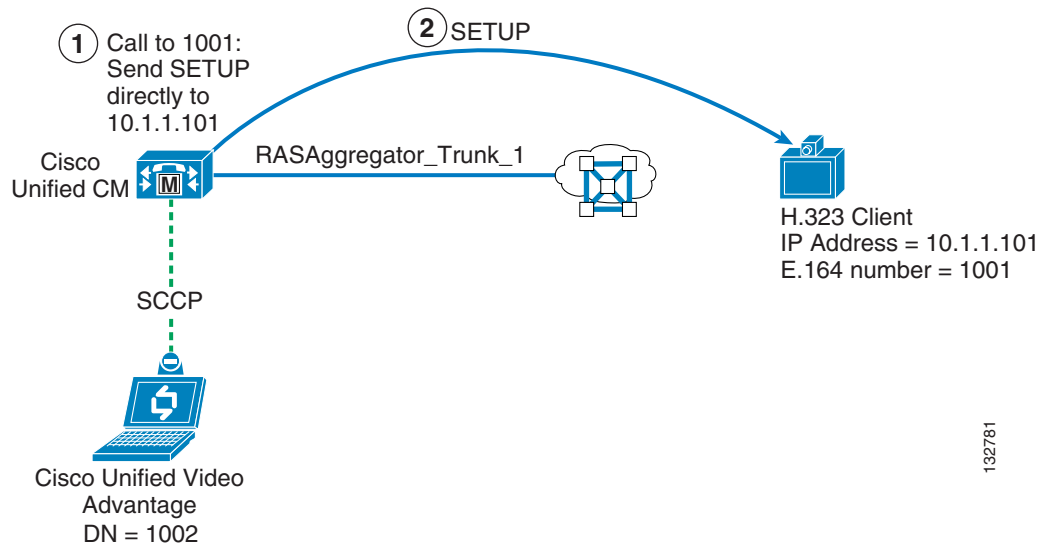 1
Call to 1001:
Send SETUP
directly to
10.1.1.101
2
SETUP
Cisco
Unified CM
M
RASAggregator_Trunk_1
H.323 Client
IP Address = 10.1.1.101
E.164 number = 1001
SCCP
Cisco Unified Video
Advantage
DN = 1002
132781